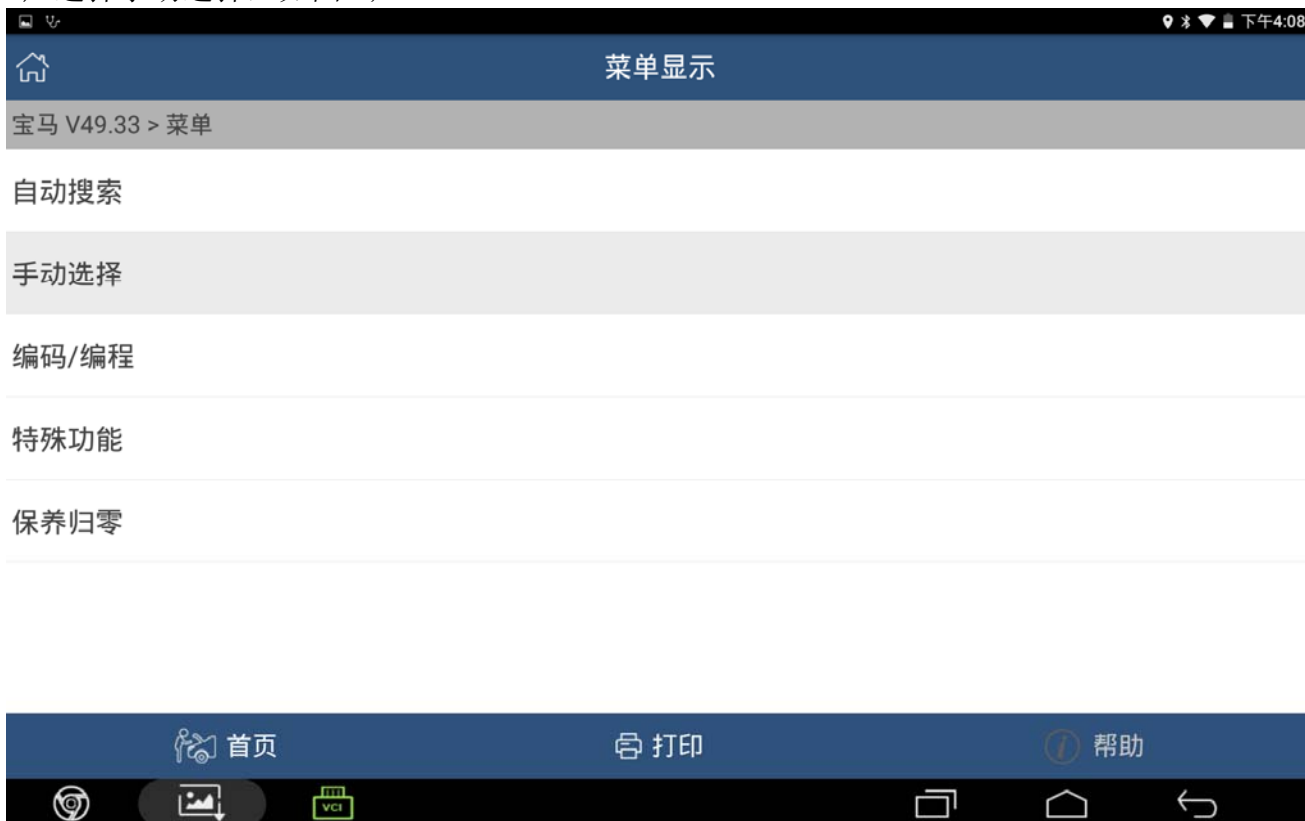 下午4:08
菜单显示
宝马 V49.33 > 菜单
自动搜索
手动选择
编码/编程
特殊功能
保养归零
首页
打印
帮助
VCI